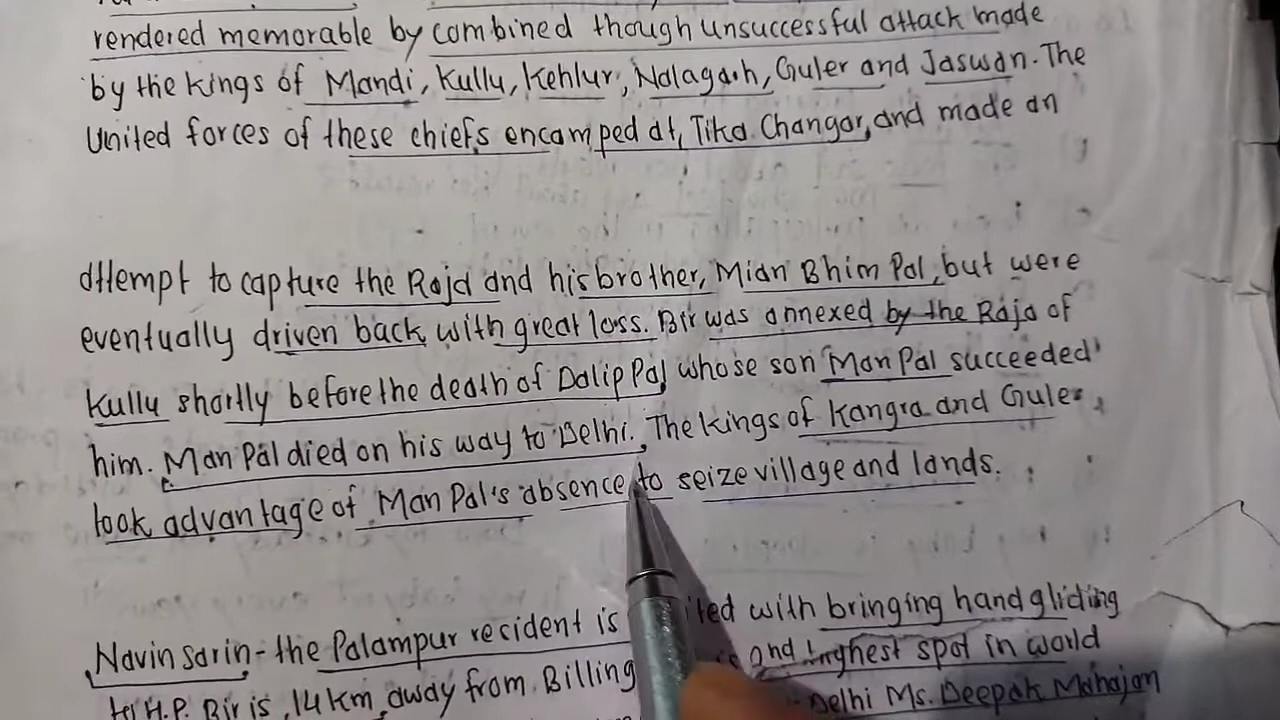 rendered memorable by combined though unsuccessful attack made
by the kings of Mandi, Kullu, Kehlur, Nalagarh, Guler and Jaswan. The
United forces of these chiefs encamped at, Tika Changar, and made an
attempt to capture the Raja and his brother, Mian Bhim Pal, but were
eventually driven back with great loss. Bir was annexed by the Raja of
Kullu shortly before the death of Dalip Pal whose son Man Pal succeeded
him. Man Pal died on his way to Delhi. The kings of Kangra and Guler
took advantage of Man Pal's absence to seize village and lands.
Navin sarin - the Palampur recident is with bringing hand gliding
to H.P. Bir is 14 km away from Billing 2nd highest spot in world
Delhi Ms. Deepak Mahajan